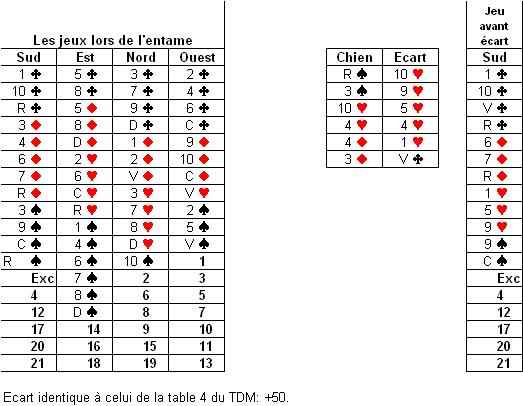 Les jeux lors de l'entame
Jeu avant écart
Sud Est Nord Ouest Chien Ecart Sud
1 ♣ 5 ♣ 3 ♣ 2 ♣ R ♠ 10 ♥ 1 ♣
10 ♣ 8 ♣ 7 ♣ 4 ♣ 3 ♠ 9 ♥ 10 ♣
R ♣ 5 ♦ 9 ♣ 6 ♣ 10 ♥ 5 ♥ V ♣
3 ♦ 8 ♦ D ♣ C ♣ 4 ♥ 4 ♥ R ♣
4 ♦ D ♦ 1 ♦ 9 ♦ 4 ♦ 1 ♥ 6 ♦
6 ♦ 2 ♥ 2 ♦ 10 ♦ 3 ♦ V ♣ 7 ♦
7 ♦ 6 ♥ V ♦ C ♦ R ♦
R ♦ C ♥ 3 ♥ V ♥ 1 ♥
3 ♠ R ♥ 7 ♥ 2 ♠ 5 ♥
9 ♠ 1 ♠ 8 ♥ 5 ♠ 9 ♥
C ♠ 4 ♠ D ♥ V ♠ 9 ♠
R ♠ 6 ♠ 10 ♠ 1 C ♠
Exc 7 ♠ 2 3 Exc
4 8 ♠ 6 5 4
12 D ♠ 8 7 12
17 14 9 10 17
20 16 15 11 20
21 18 19 13 21
Ecart identique à celui de la table 4 du TDM: +50.